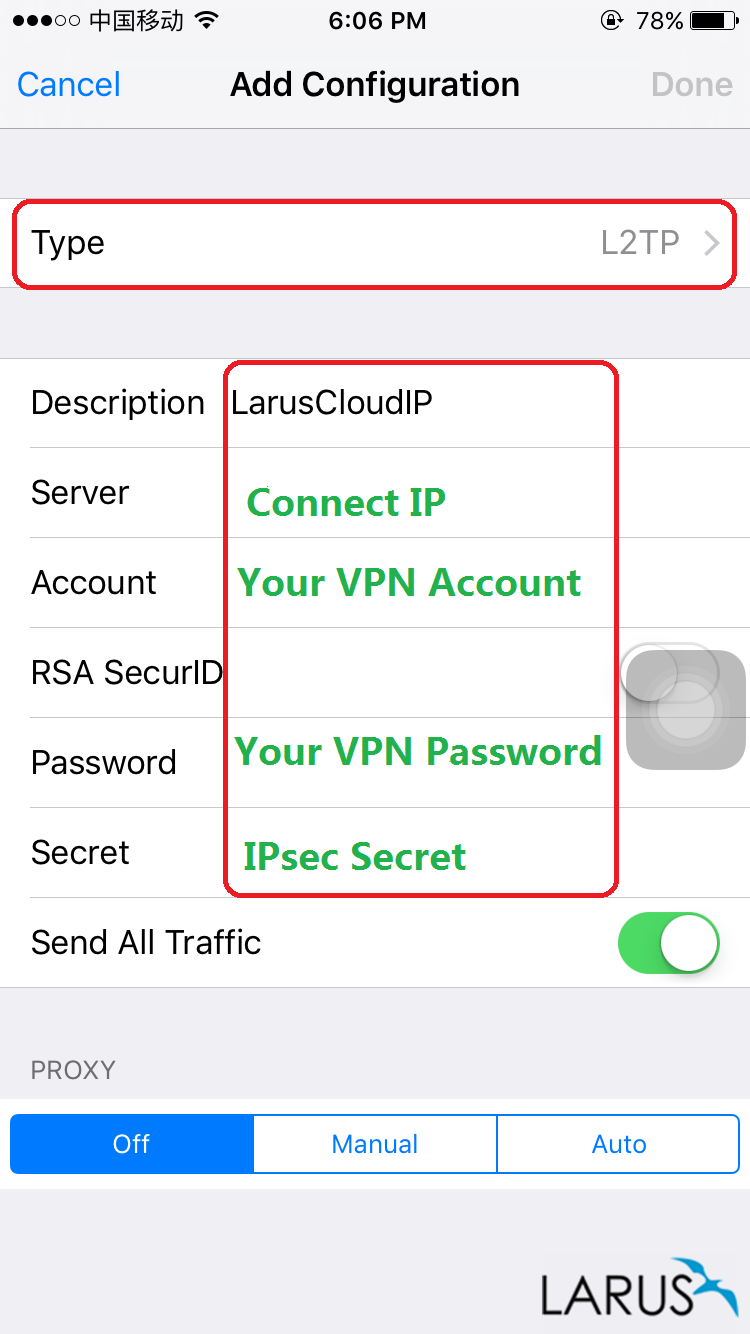 中国移动 6:06 PM 78%
Cancel Add Configuration Done
Type L2TP
Description LarusCloudIP
Server Connect IP
Account Your VPN Account
RSA SecurID
Password Your VPN Password
Secret IPsec Secret
Send All Traffic
PROXY
Off Manual Auto
LARUS